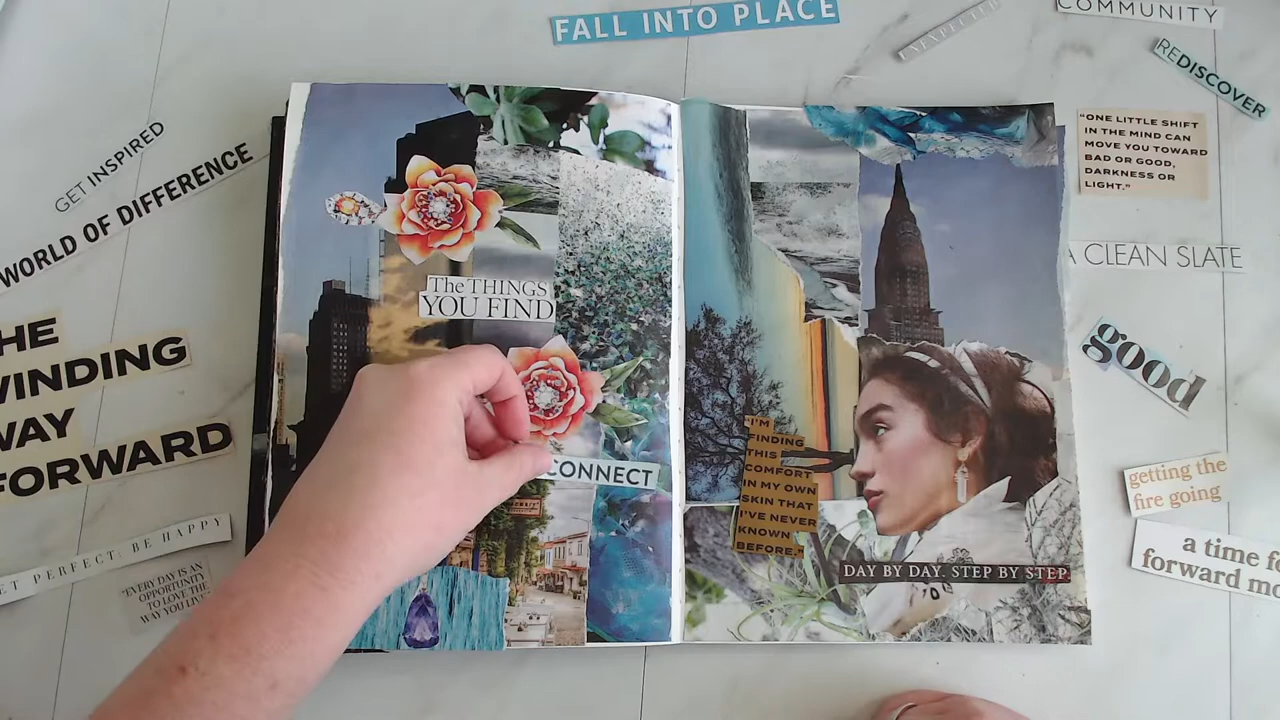 FALL INTO PLACE
UNEXPECTED
COMMUNITY
REDISCOVER
GET INSPIRED
WORLD OF DIFFERENCE
"ONE LITTLE SHIFT
IN THE MIND CAN
MOVE YOU TOWARD
BAD OR GOOD,
DARKNESS OR
LIGHT."
A CLEAN SLATE
The THINGS
YOU FIND
HE
WINDING
WAY
FORWARD
good
CONNECT
"I'M
FINDING
THIS
COMFORT
IN MY OWN
SKIN THAT
I'VE NEVER
KNOWN
BEFORE."
getting the
fire going
DAY BY DAY. STEP BY STEP.
ET PERFECT: BE HAPPY
a time fo
forward mo
"EVERY DAY IS AN
OPPORTUNITY
TO LOVE THE
WAY YOU LIVE